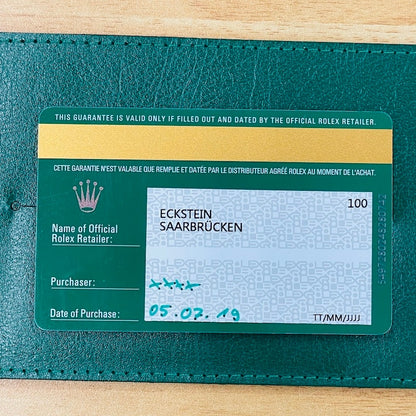 THIS GUARANTEE IS VALID ONLY IF FILLED OUT AND DATED BY THE OFFICIAL ROLEX RETAILER.
CETTE GARANTIE N'EST VALABLE QUE REMPLIE ET DATÉE PAR LE DISTRIBUTEUR AGRÉÉ ROLEX AU MOMENT DE L'ACHAT.
100
ECKSTEIN
SAARBRÜCKEN
Name of Official
Rolex Retailer:
Purchaser: xxxx
Date of Purchase: 05.07.19
TT/MM/JJJJ